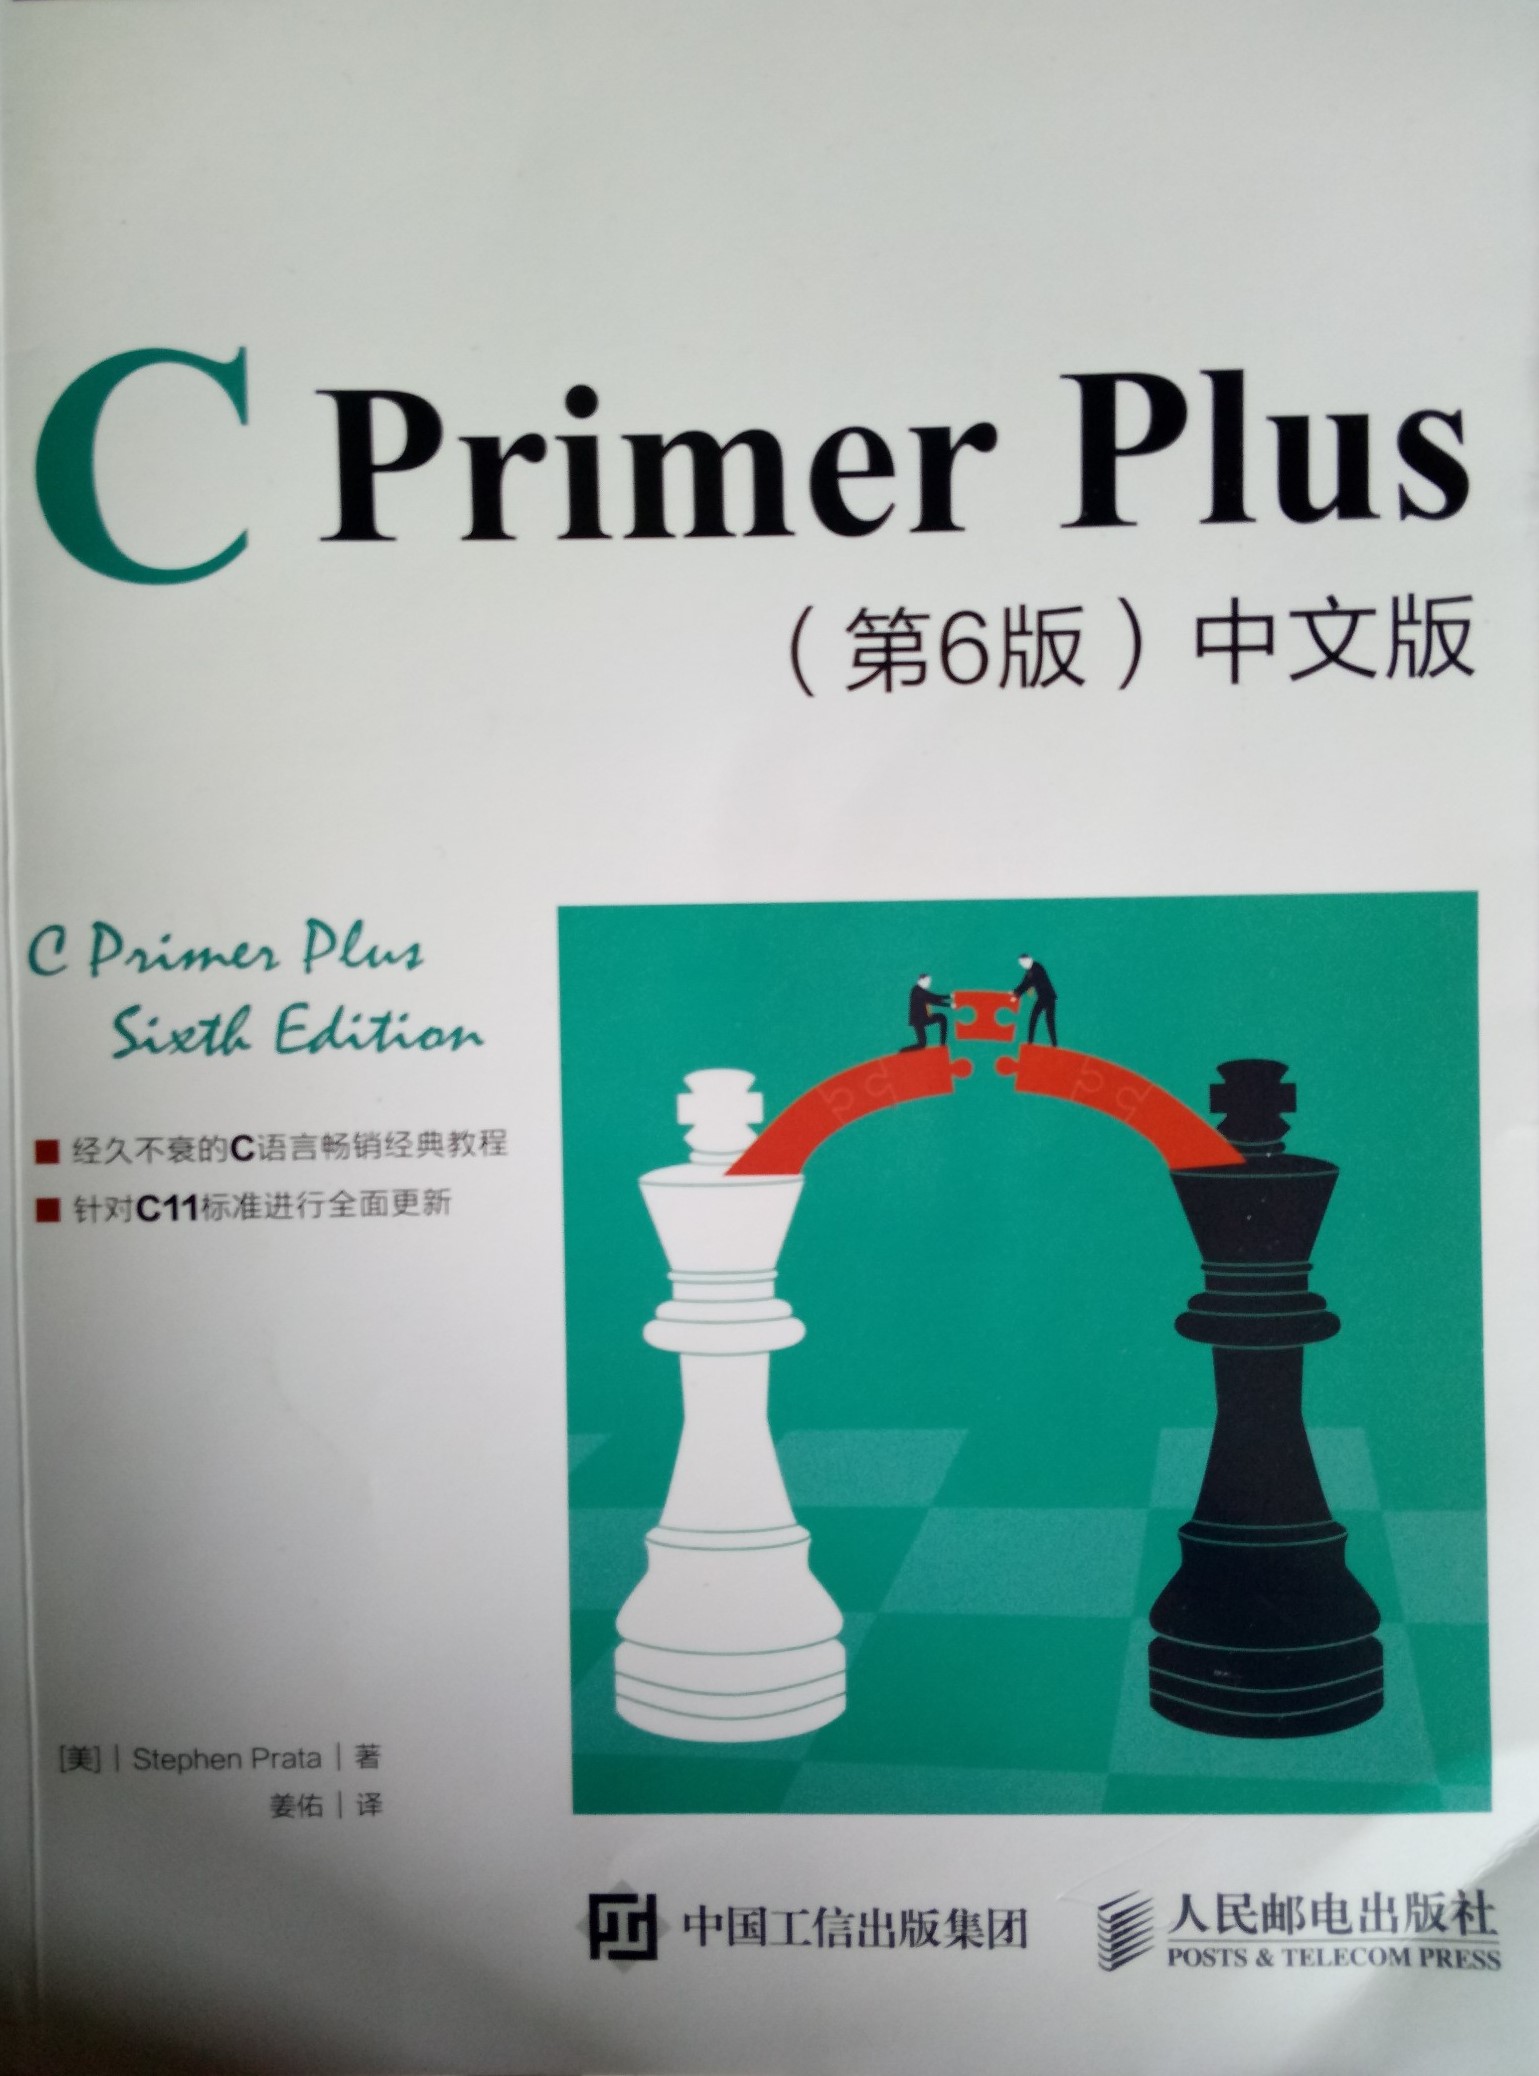 C Primer Plus
（第6版）中文版
C Primer Plus
Sixth Edition
经久不衰的C语言畅销经典教程
针对C11标准进行全面更新
[美]｜Stephen Prata｜著
姜佑｜译
中国工信出版集团
人民邮电出版社
POSTS & TELECOM PRESS